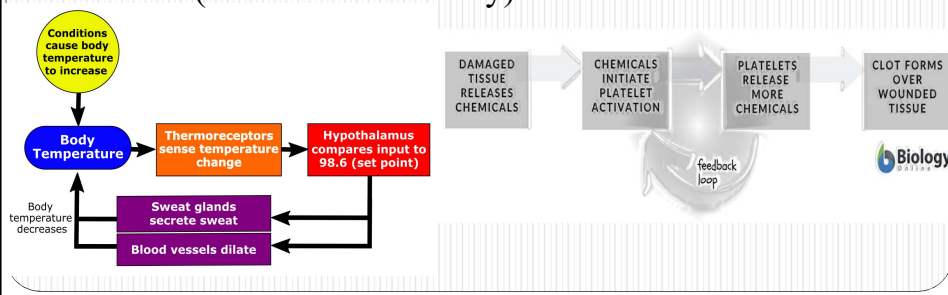 Conditions
cause body
temperature
to increase
Body
Temperature
Thermoreceptors
sense temperature
change
Hypothalamus
compares input to
98.6 (set point)
Sweat glands
secrete sweat
Blood vessels dilate
Body
temperature
decreases
DAMAGED
TISSUE
RELEASES
CHEMICALS
CHEMICALS
INITIATE
PLATELET
ACTIVATION
PLATELETS
RELEASE
MORE
CHEMICALS
CLOT FORMS
OVER
WOUNDED
TISSUE
feedback
loop
Biology
Online